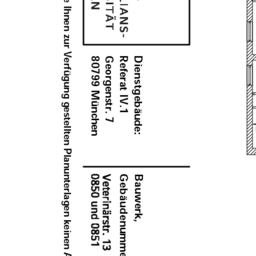 IANS-
ITÄT
N
Dienstgebäude:
Referat IV.1
Georgenstr. 7
80799 München
Bauwerk,
Gebäudenumme
Veterinärstr. 13
0850 und 0851
e Ihnen zur Verfügung gestellten Planunterlagen keinen A